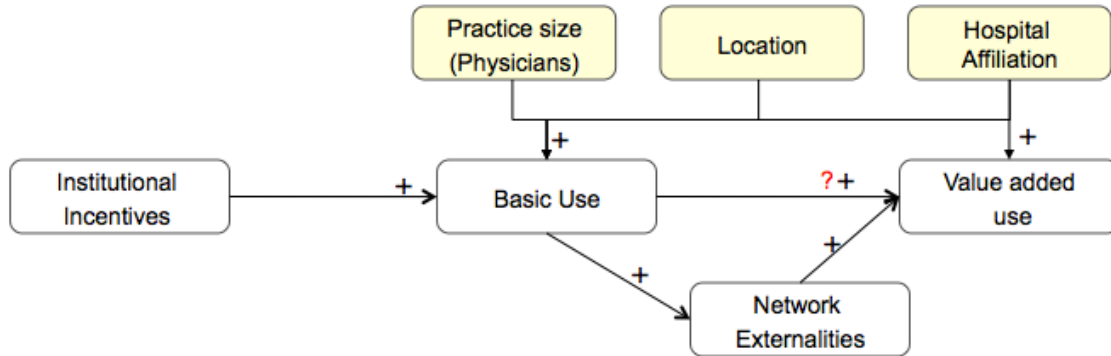 Practice size
(Physicians)
Location
Hospital
Affiliation
+
+
Institutional
Incentives
+
Basic Use
?+
Value added
use
+
+
Network
Externalities